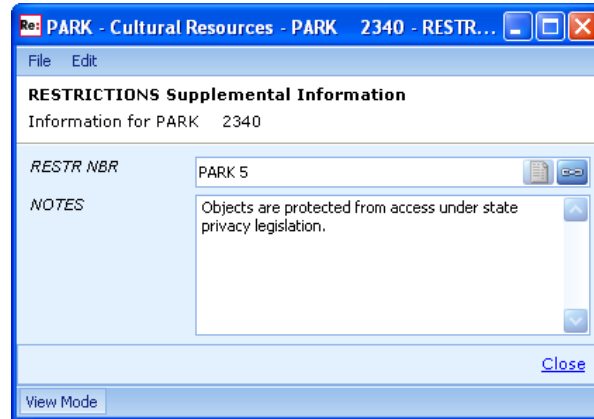 Re: PARK - Cultural Resources - PARK 2340 - RESTR...
File Edit
RESTRICTIONS Supplemental Information
Information for PARK 2340
RESTR NBR
PARK 5
NOTES
Objects are protected from access under state
privacy legislation.
Close
View Mode